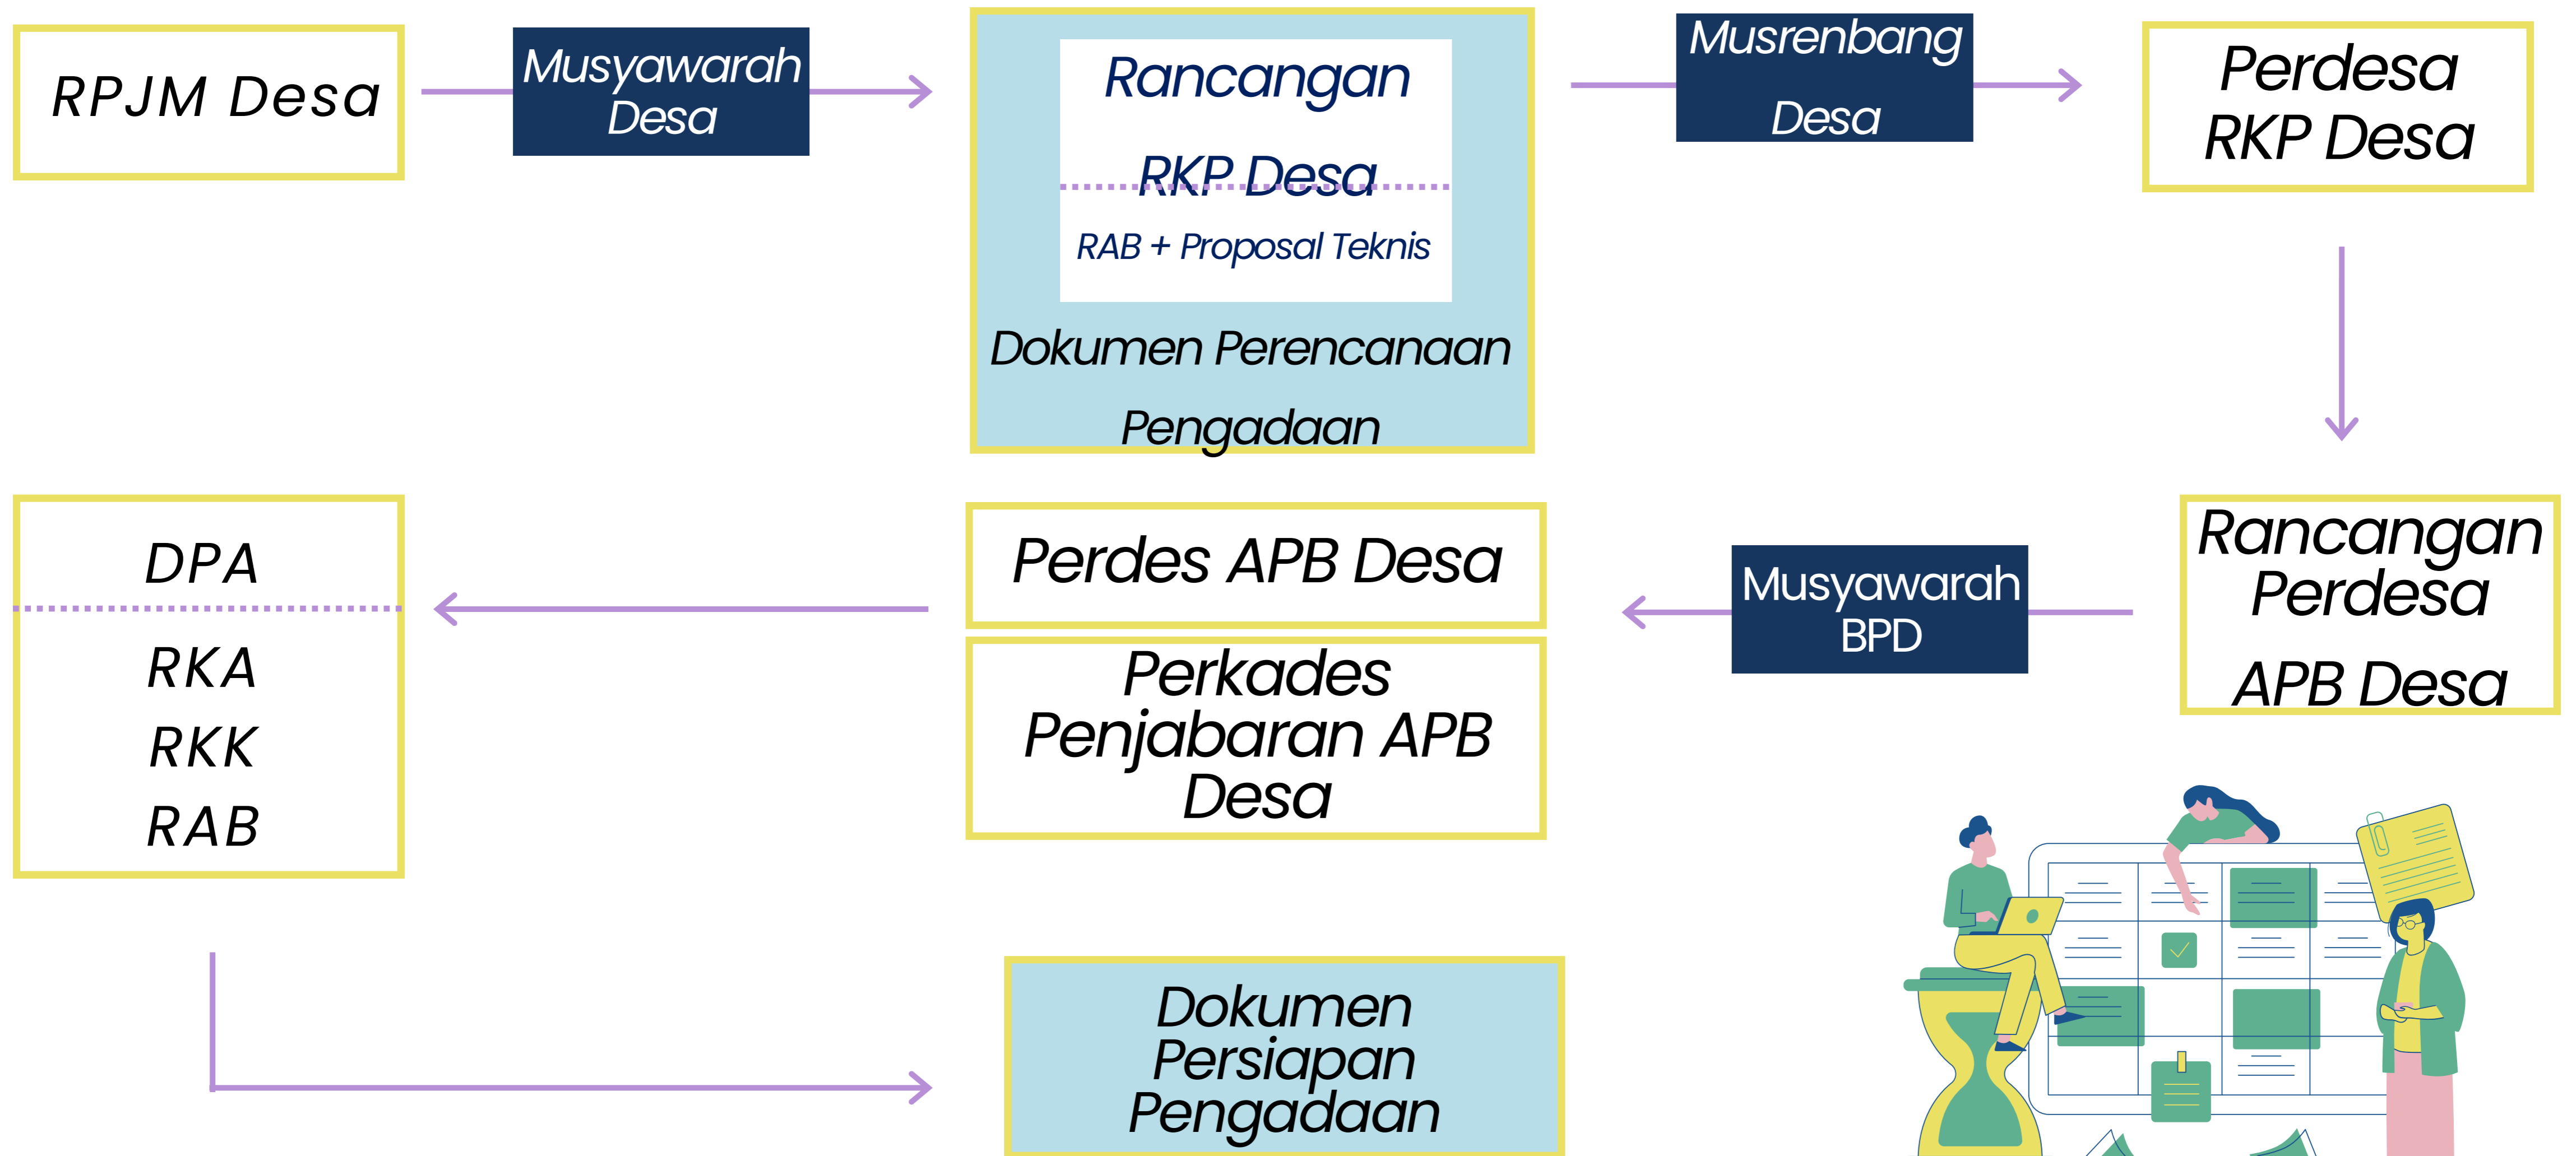 RPJM Desa
Musyawarah
Desa
Rancangan
RKP Desa
RAB + Proposal Teknis
Dokumen Perencanaan
Pengadaan
Musrenbang
Desa
Perdesa
RKP Desa
Rancangan
Perdesa
APB Desa
Musyawarah
BPD
Perdes APB Desa
Perkades
Penjabaran APB
Desa
DPA
RKA
RKK
RAB
Dokumen
Persiapan
Pengadaan